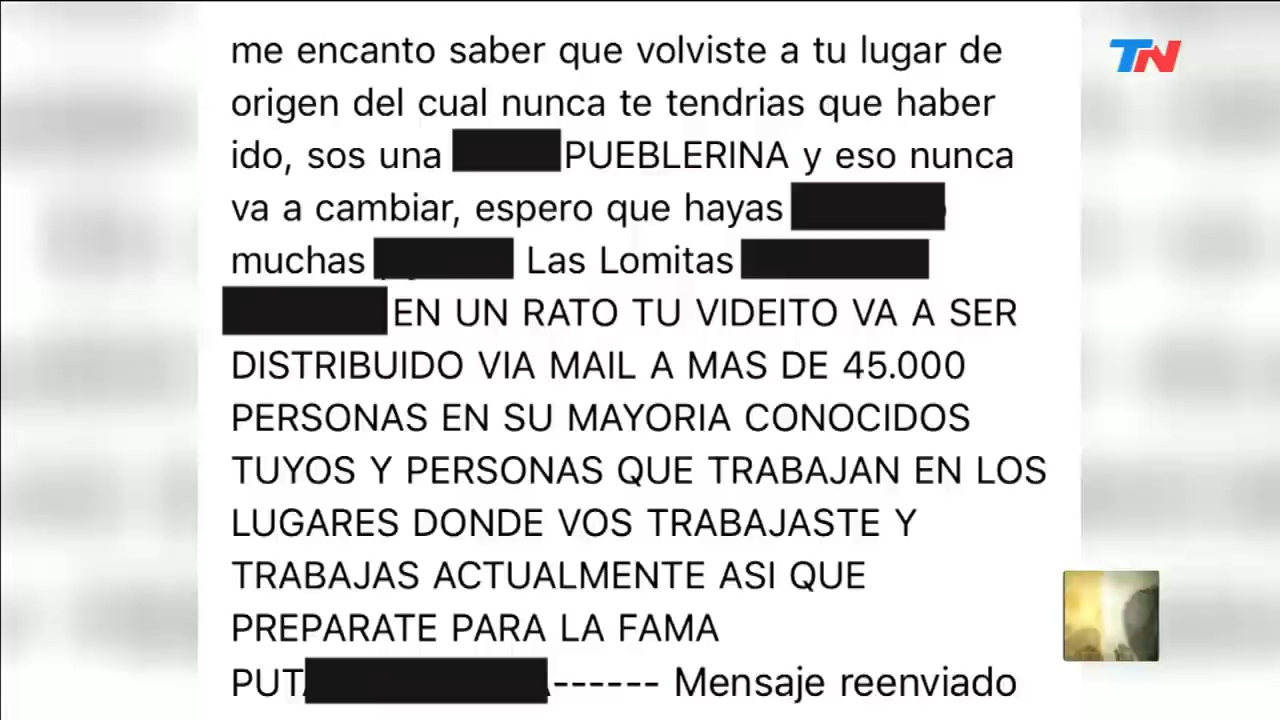 me encanto saber que volviste a tu lugar de
TN
origen del cual nunca te tendrias que haber
ido, sos una PUEBLERINA y eso nunca
va a cambiar, espero que hayas
muchas Las Lomitas
EN UN RATO TU VIDEITO VA A SER
DISTRIBUIDO VIA MAIL A MAS DE 45.000
PERSONAS EN SU MAYORIA CONOCIDOS
TUYOS Y PERSONAS QUE TRABAJAN EN LOS
LUGARES DONDE VOS TRABAJASTE Y
TRABAJAS ACTUALMENTE ASI QUE
PREPARATE PARA LA FAMA
PUT ------ Mensaje reenviado